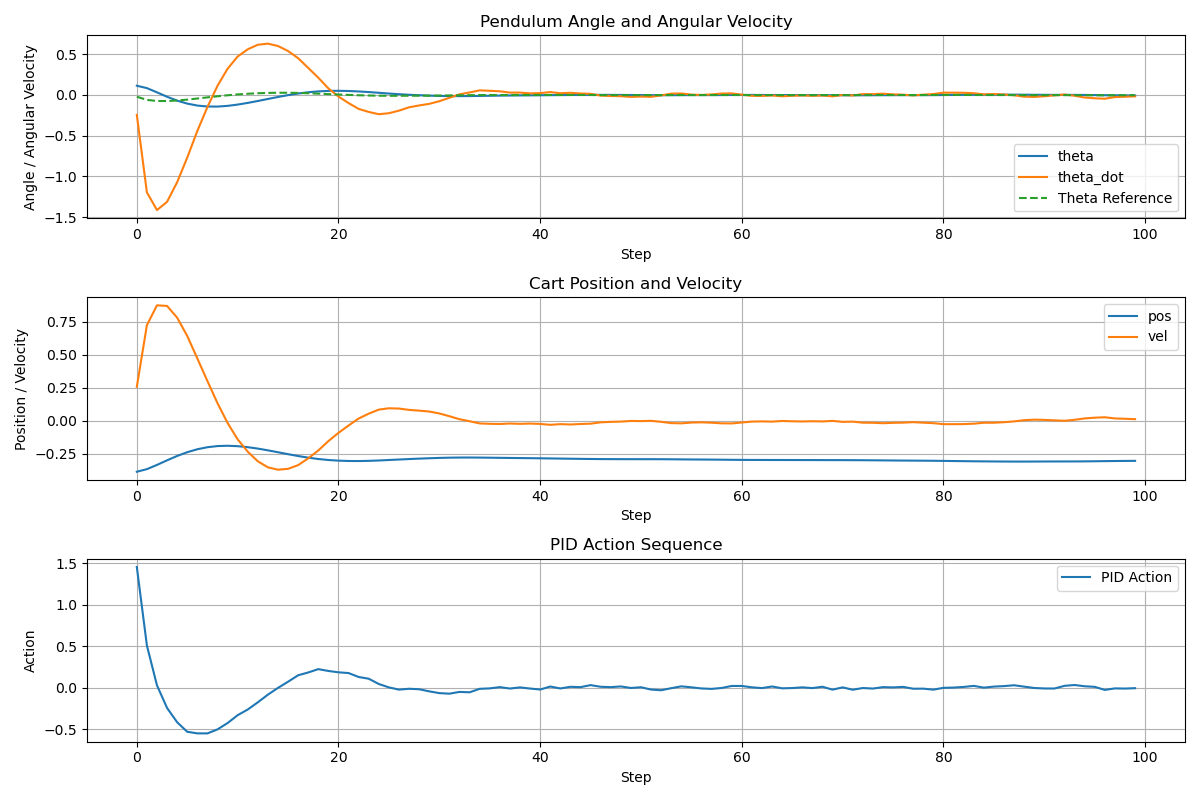 Pendulum Angle and Angular Velocity
Angle / Angular Velocity
0.5
0.0
−0.5
−1.0
−1.5
theta
theta_dot
Theta Reference
0 20 40 60 80 100
Step
Cart Position and Velocity
Position / Velocity
0.75
0.50
0.25
0.00
−0.25
pos
vel
0 20 40 60 80 100
Step
PID Action Sequence
Action
1.5
1.0
0.5
0.0
−0.5
PID Action
0 20 40 60 80 100
Step